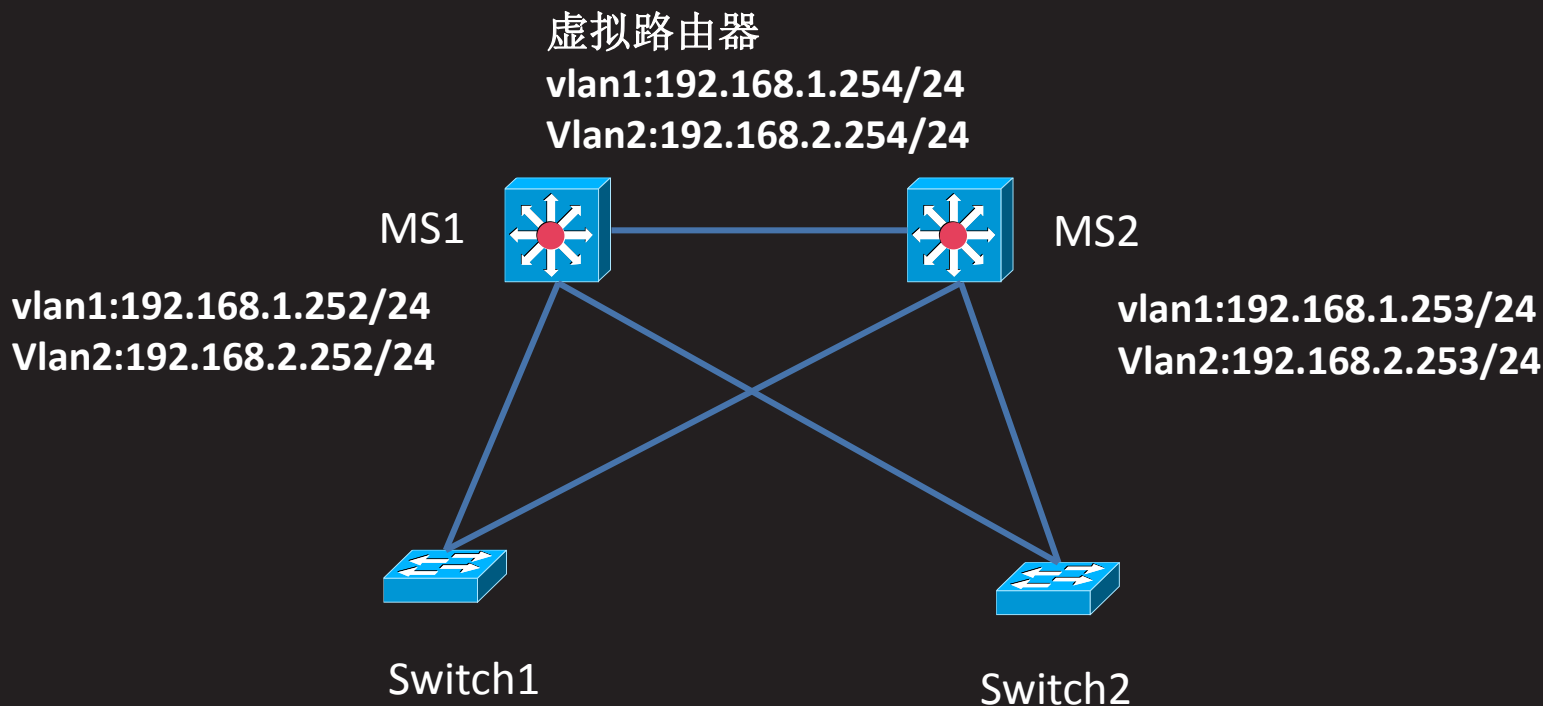 虚拟路由器
vlan1:192.168.1.254/24
Vlan2:192.168.2.254/24
MS1
MS2
vlan1:192.168.1.252/24
Vlan2:192.168.2.252/24
vlan1:192.168.1.253/24
Vlan2:192.168.2.253/24
Switch1
Switch2